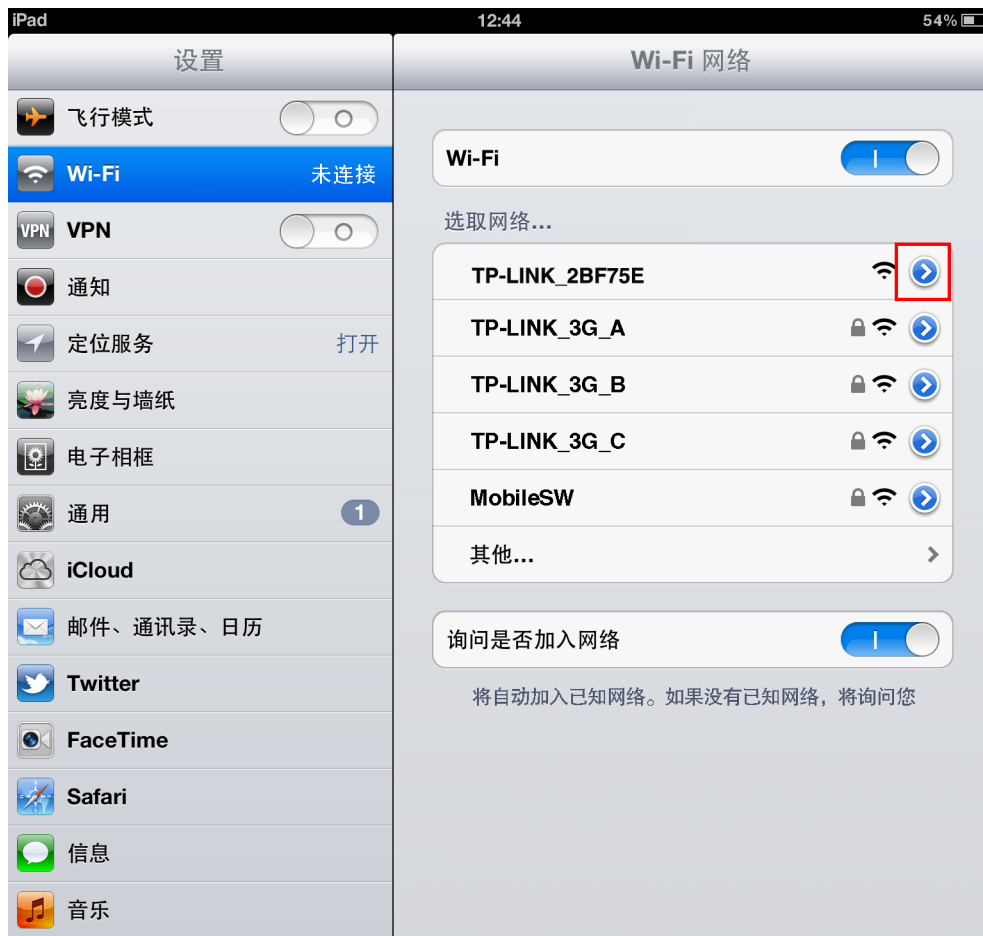 iPad 12:44 54%
设置
Wi-Fi 网络
飞行模式
Wi-Fi 未连接
VPN VPN
通知
定位服务 打开
亮度与墙纸
电子相框
通用 1
iCloud
邮件、通讯录、日历
Twitter
FaceTime
Safari
信息
音乐
Wi-Fi
选取网络...
TP-LINK_2BF75E
TP-LINK_3G_A
TP-LINK_3G_B
TP-LINK_3G_C
MobileSW
其他...
询问是否加入网络
将自动加入已知网络。如果没有已知网络，将询问您